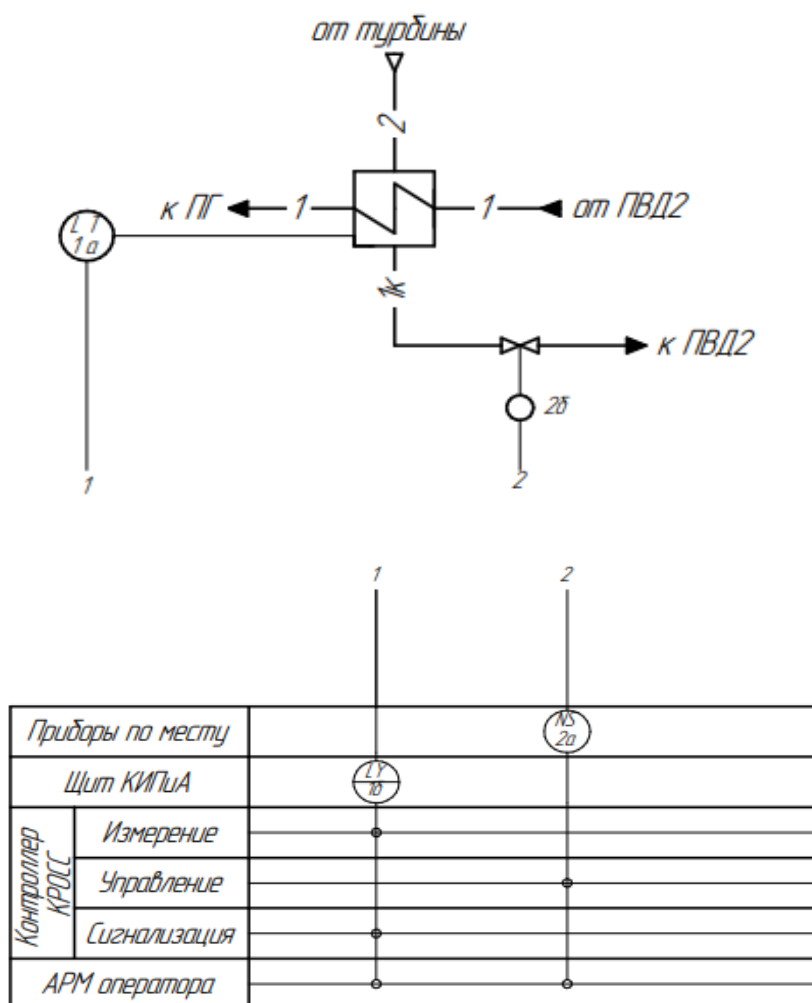 от турбины
2
к ПГ
1
1
от ПВД2
LT
1а
1к
к ПВД2
2б
1
2
1
2
Приборы по месту
NS
2а
Щит КИПиА
LY
1б
Контроллер
КРОСС
Измерение
Управление
Сигнализация
АРМ оператора